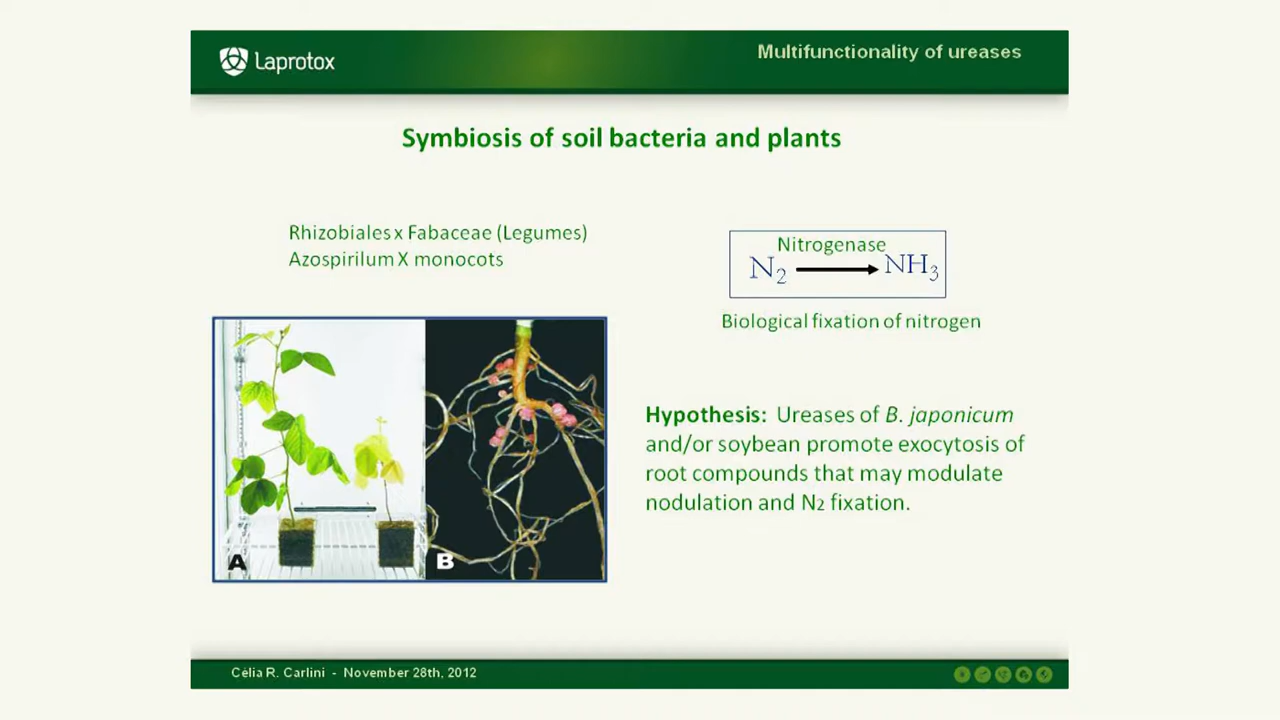 Laprotox
Multifunctionality of ureases
Symbiosis of soil bacteria and plants
Rhizobiales x Fabaceae (Legumes)
Azospirilum X monocots
Nitrogenase
N2 → NH3
Biological fixation of nitrogen
Hypothesis: Ureases of B. japonicum
and/or soybean promote exocytosis of
root compounds that may modulate
nodulation and N2 fixation.
A
B
Célia R. Carlini - November 28th, 2012